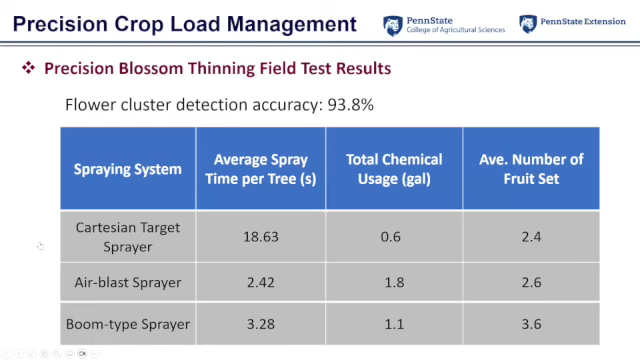 Precision Crop Load Management
PennState
College of Agricultural Sciences
PennState Extension
❖ Precision Blossom Thinning Field Test Results
Flower cluster detection accuracy: 93.8%
Spraying System
Average Spray
Time per Tree (s)
Total Chemical
Usage (gal)
Ave. Number of
Fruit Set
Cartesian Target
Sprayer
18.63
0.6
2.4
Air-blast Sprayer
2.42
1.8
2.6
Boom-type Sprayer
3.28
1.1
3.6